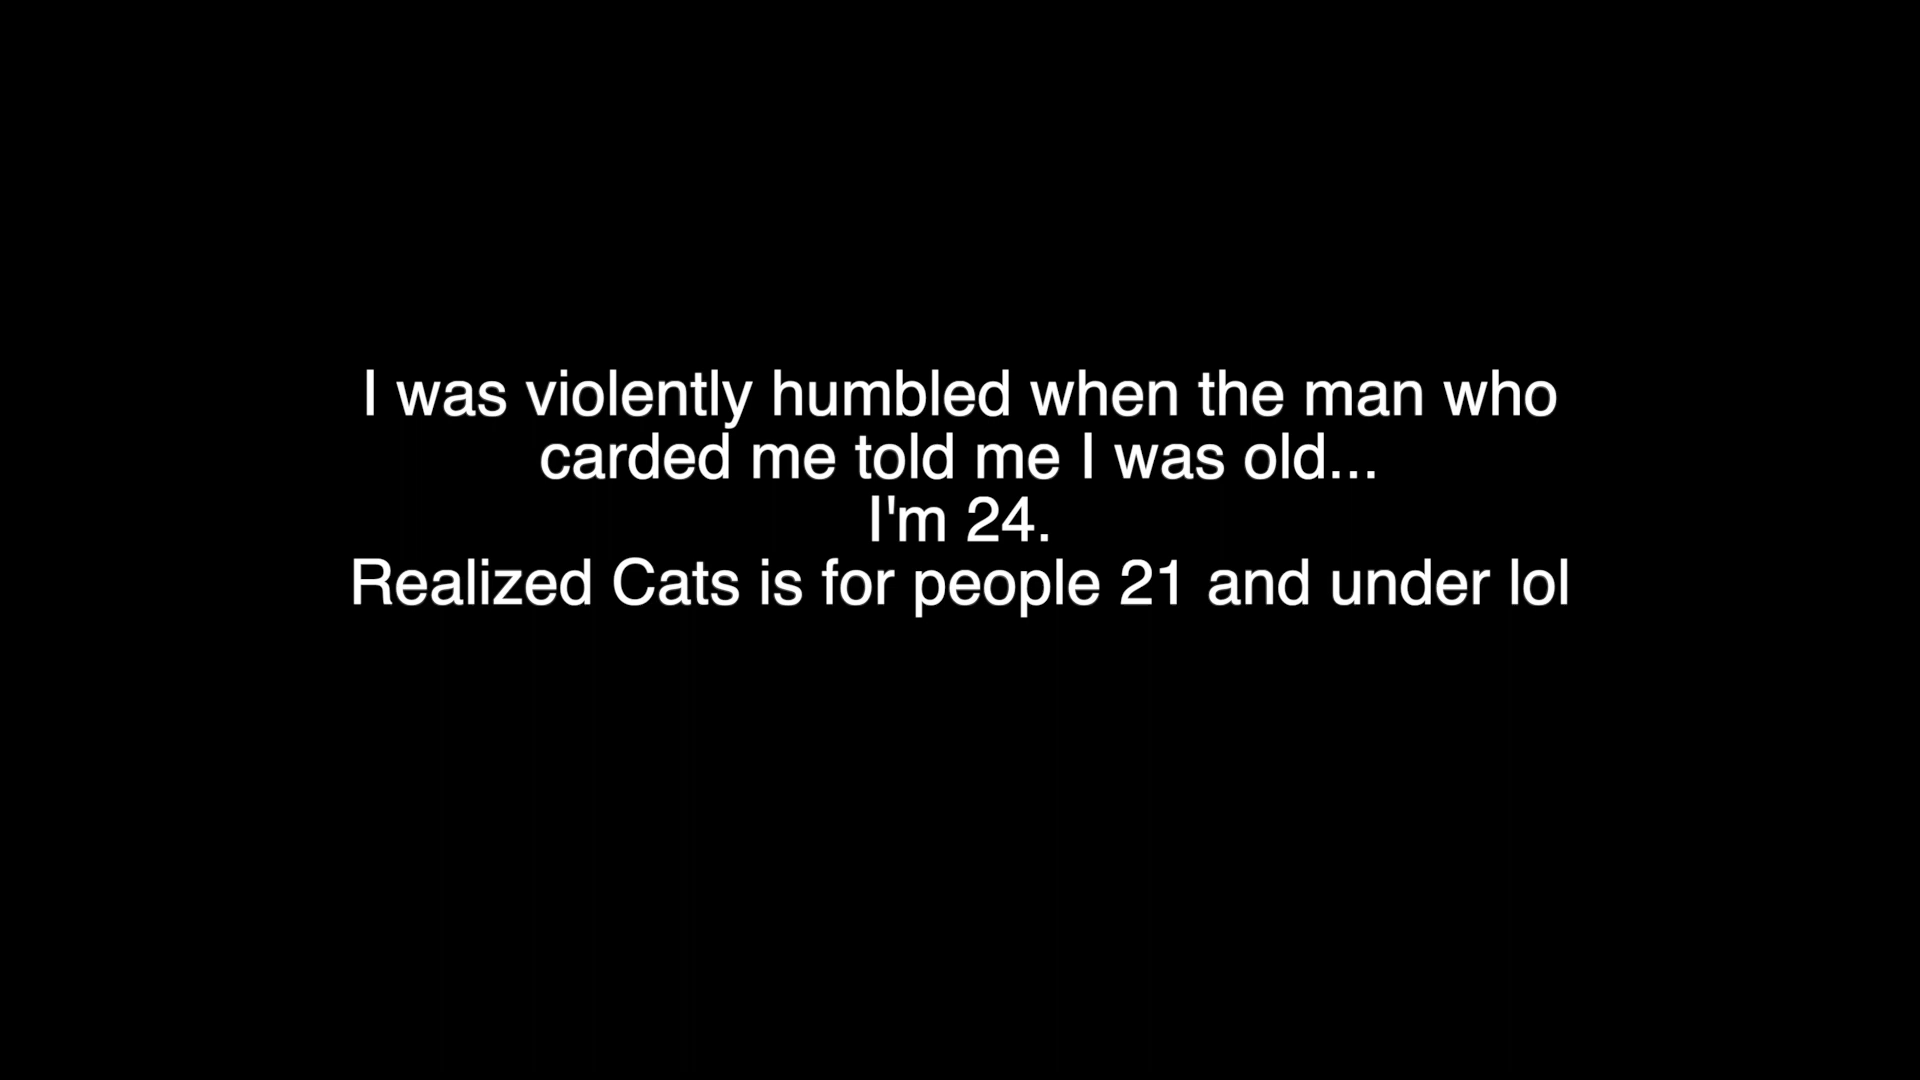 I was violently humbled when the man who
carded me told me I was old...
I'm 24.
Realized Cats is for people 21 and under lol